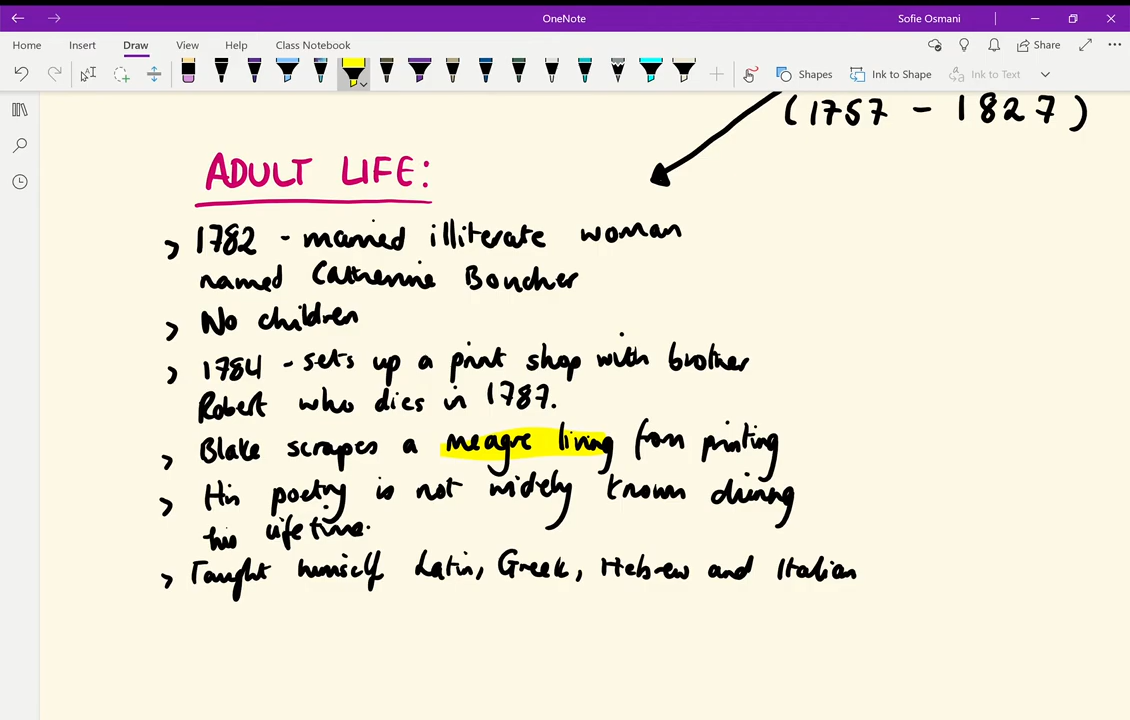 OneNote
Sofie Osmani
Home Insert Draw View Help Class Notebook
Share
Shapes
Ink to Shape
Ink to Text
(1757 - 1827)
ADULT LIFE:
> 1782 - married illiterate woman
named Catherine Boucher
> No children
> 1784 - sets up a print shop with brother
Robert who dies in 1787.
> Blake scrapes a meagre living from printing
> His poetry is not widely known during
his lifetime.
> Taught himself Latin, Greek, Hebrew and Italian